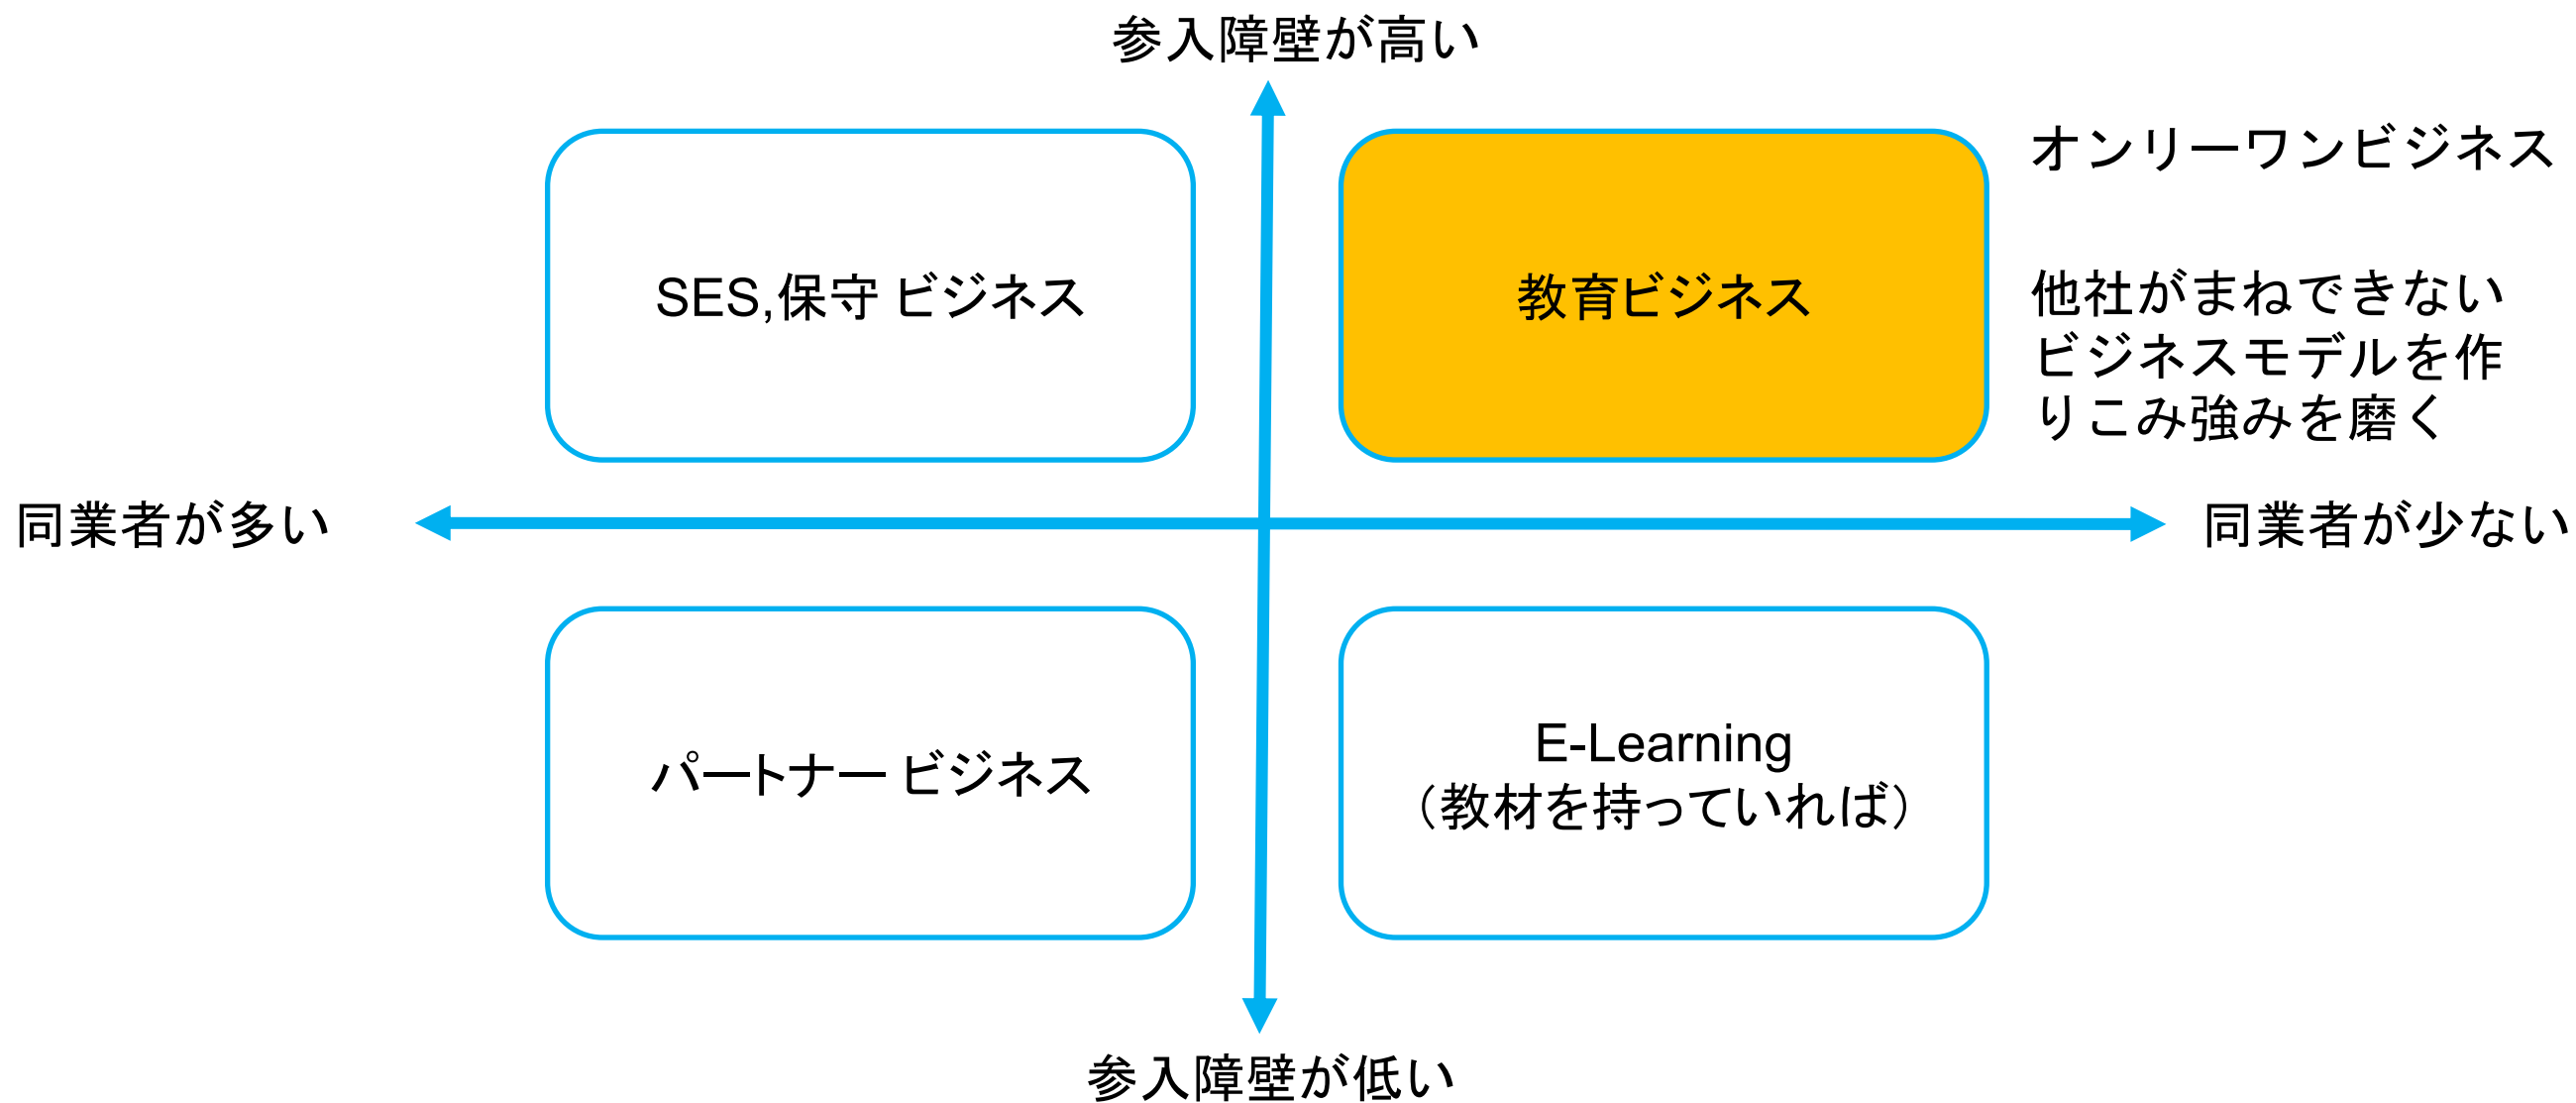 参入障壁が高い
オンリーワンビジネス
SES,保守 ビジネス
教育ビジネス
他社がまねできない
ビジネスモデルを作
りこみ強みを磨く
同業者が多い
同業者が少ない
パートナー ビジネス
E-Learning
（教材を持っていれば）
参入障壁が低い